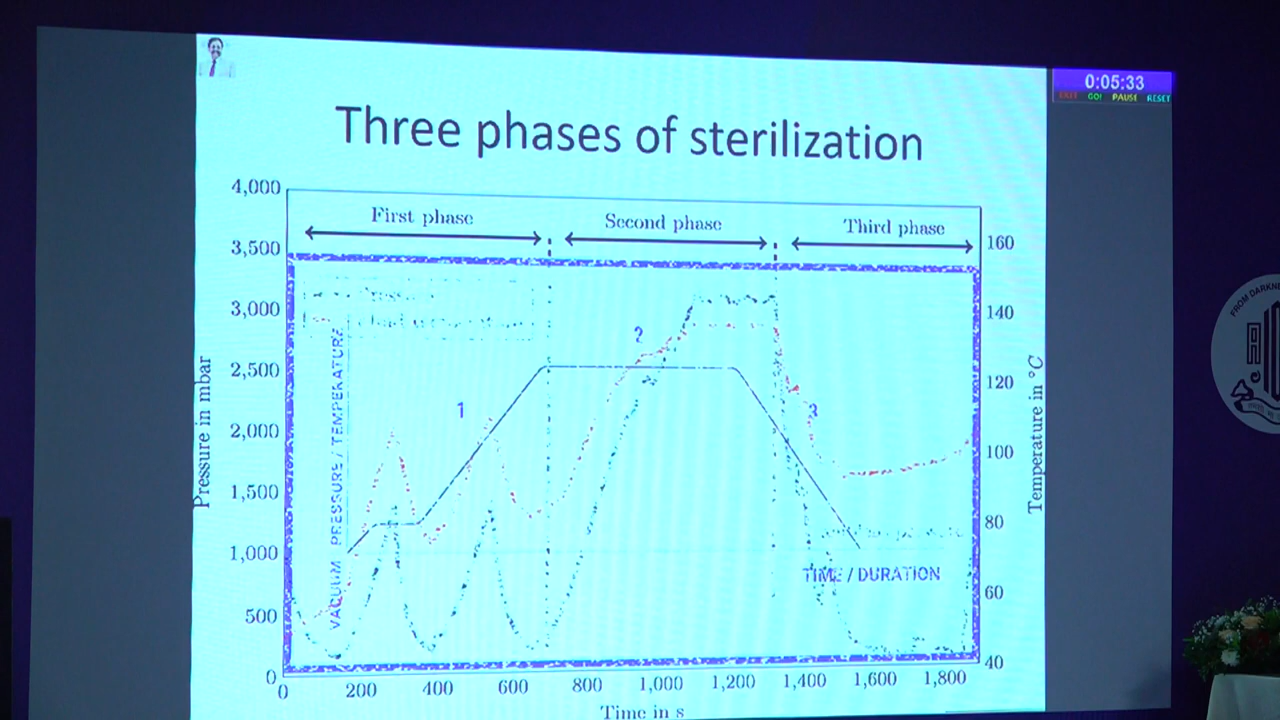 0:05:33
GO! PAUSE RESET
Three phases of sterilization
First phase
Second phase
Third phase
4,000
3,500
3,000
2,500
2,000
1,500
1,000
500
0
Pressure in mbar
VACUUM PRESSURE / TEMPERATURE
1
2
3
TIME / DURATION
160
140
120
100
80
60
40
Temperature in °C
0 200 400 600 800 1,000 1,200 1,400 1,600 1,800
Time in s
FROM DARKNE